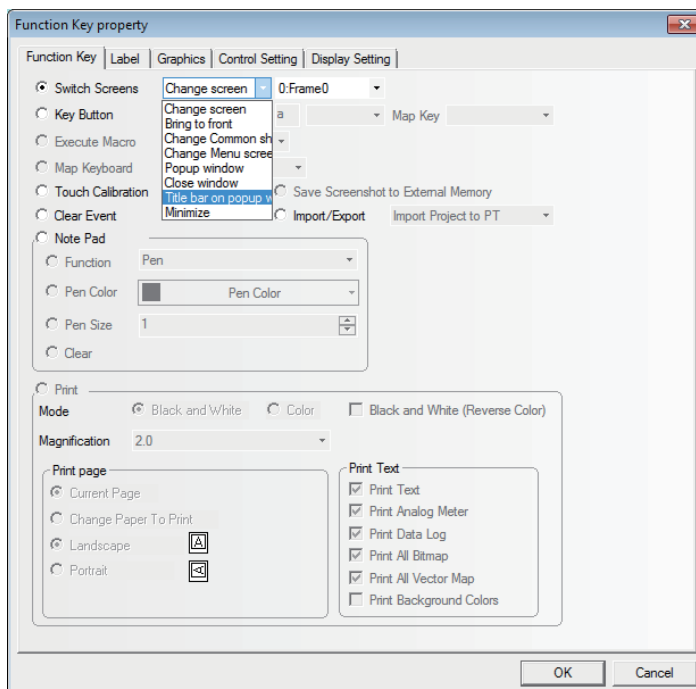 Function Key property
Function Key Label Graphics Control Setting Display Setting
Switch Screens Change screen 0:Frame0
Change screen
Bring to front
Change Common sh
Change Menu scree
Popup window
Close window
Title bar on popup w
Minimize
Key Button a Map Key
Execute Macro
Map Keyboard
Touch Calibration Save Screenshot to External Memory
Clear Event Import/Export Import Project to PT
Note Pad
Function Pen
Pen Color Pen Color
Pen Size 1
Clear
Print
Mode Black and White Color Black and White (Reverse Color)
Magnification 2.0
Print page
Current Page
Change Paper To Print
Landscape A
Portrait A
Print Text
Print Text
Print Analog Meter
Print Data Log
Print All Bitmap
Print All Vector Map
Print Background Colors
OK Cancel